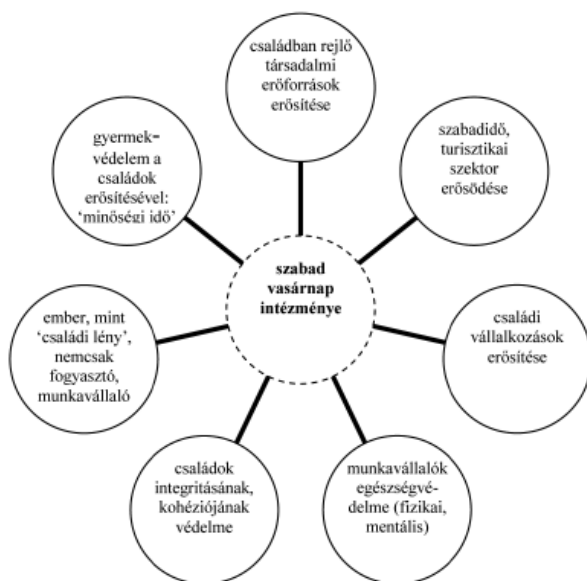 családban rejlő
társadalmi
erőforrások
erősítése
szabadidő,
turisztikai
szektor
erősödése
családi
vállalkozások
erősítése
munkavállalók
egészségvé-
delme (fizikai,
mentális)
családok
integritásának,
kohéziójának
védelme
ember, mint
‘családi lény’,
nemcsak
fogyasztó,
munkavállaló
gyermek-
védelem a
családok
erősítésével:
‘minőségi idő’
szabad
vasárnap
intézménye